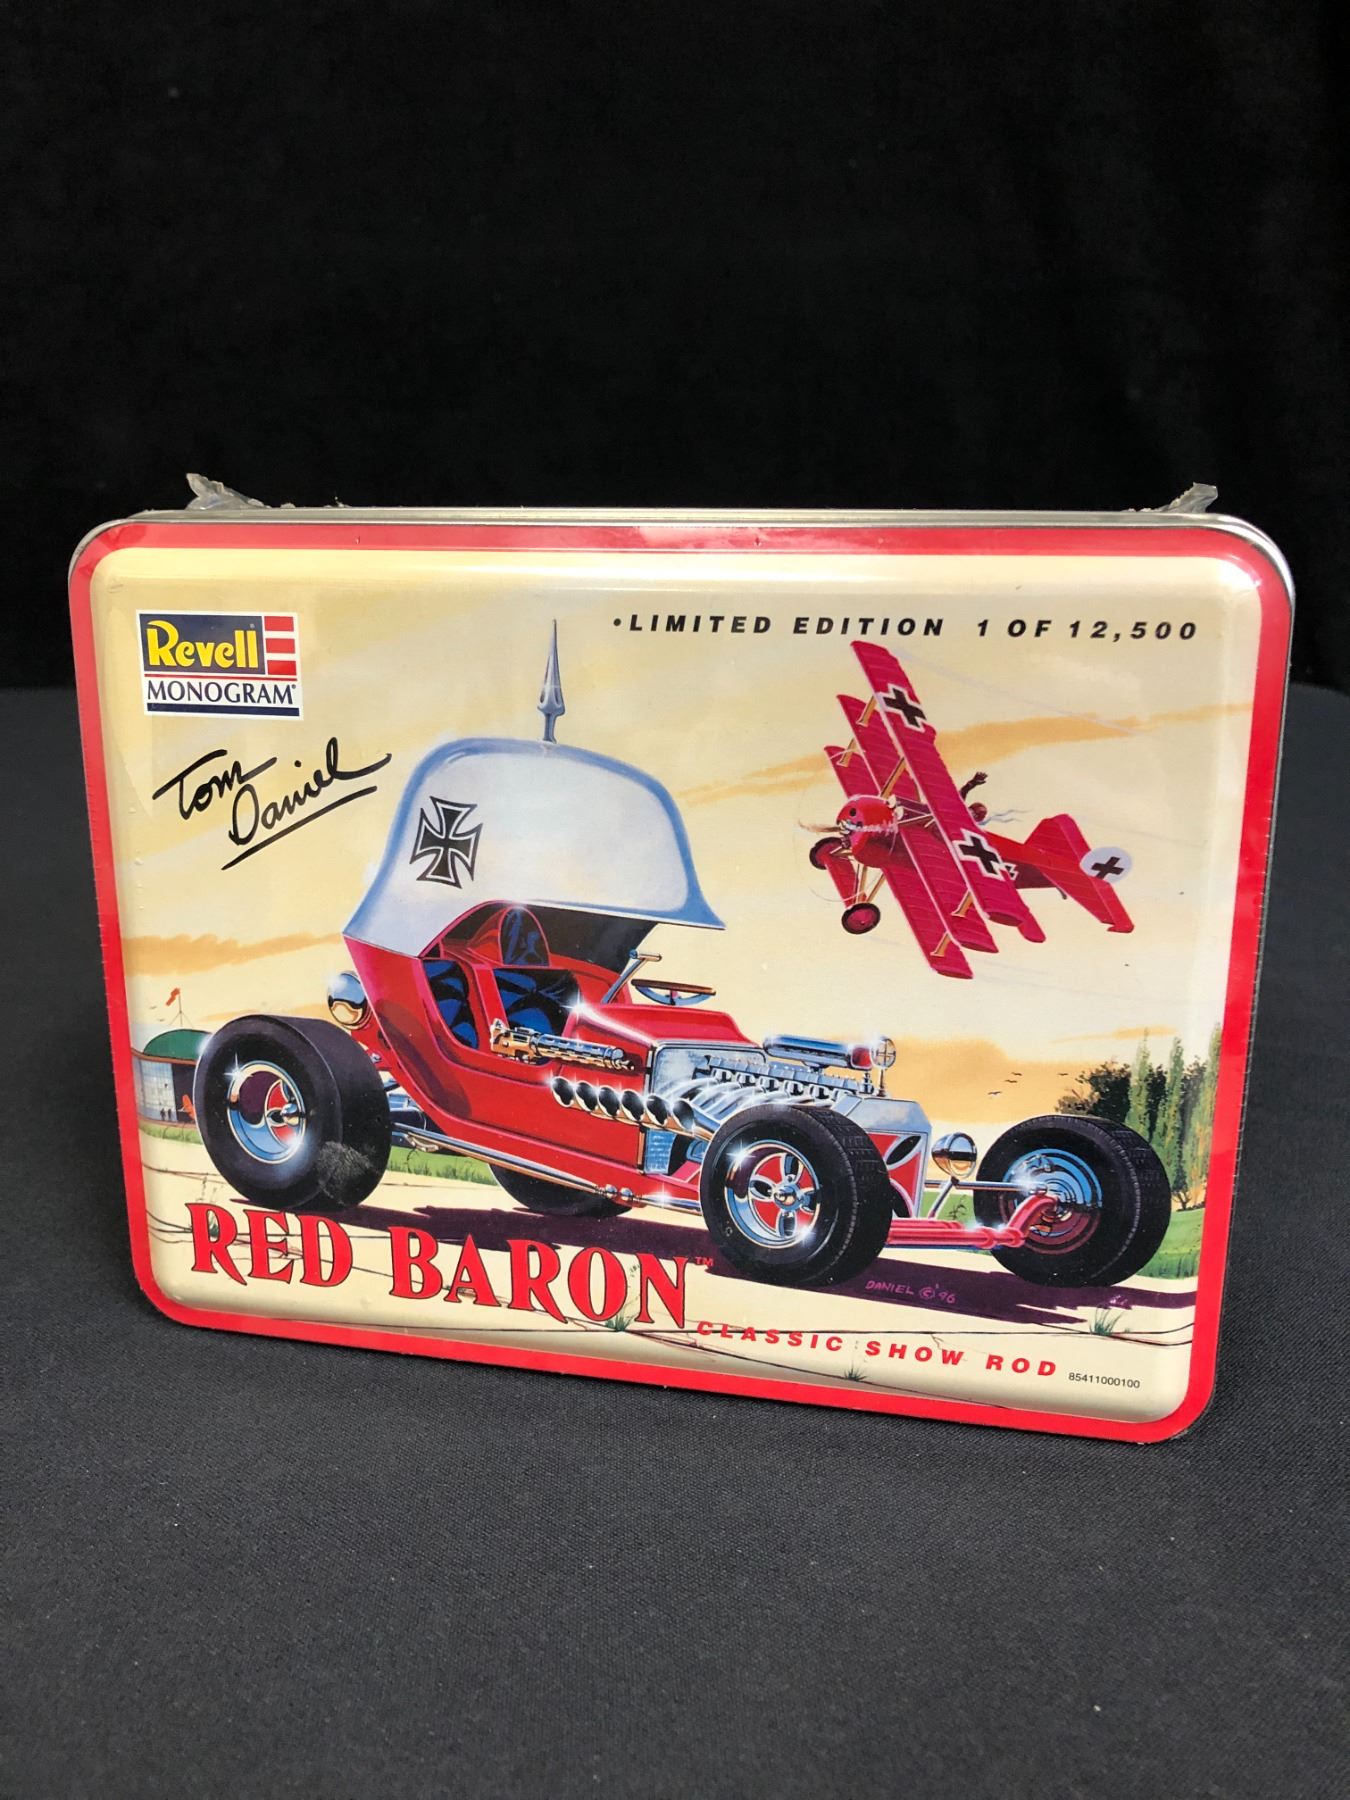 Revell
MONOGRAM
•LIMITED EDITION 1 OF 12,500
Tom
Daniel
RED BARON™
CLASSIC SHOW ROD
DANIEL © '96
85411000100